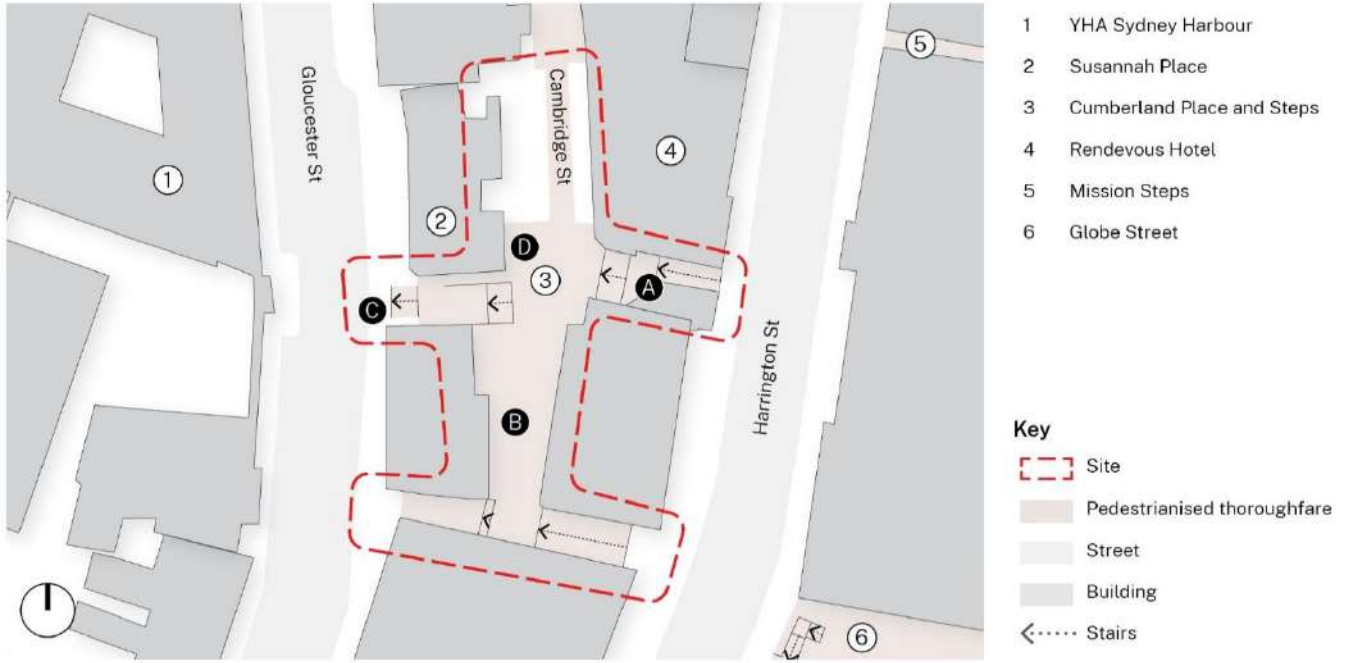 1 YHA Sydney Harbour
2 Susannah Place
3 Cumberland Place and Steps
4 Rendevous Hotel
5 Mission Steps
6 Globe Street
Gloucester St
Cambridge St
Harrington St
5
4
1
2
D
3
A
C
B
6
Key
Site
Pedestrianised thoroughfare
Street
Building
Stairs